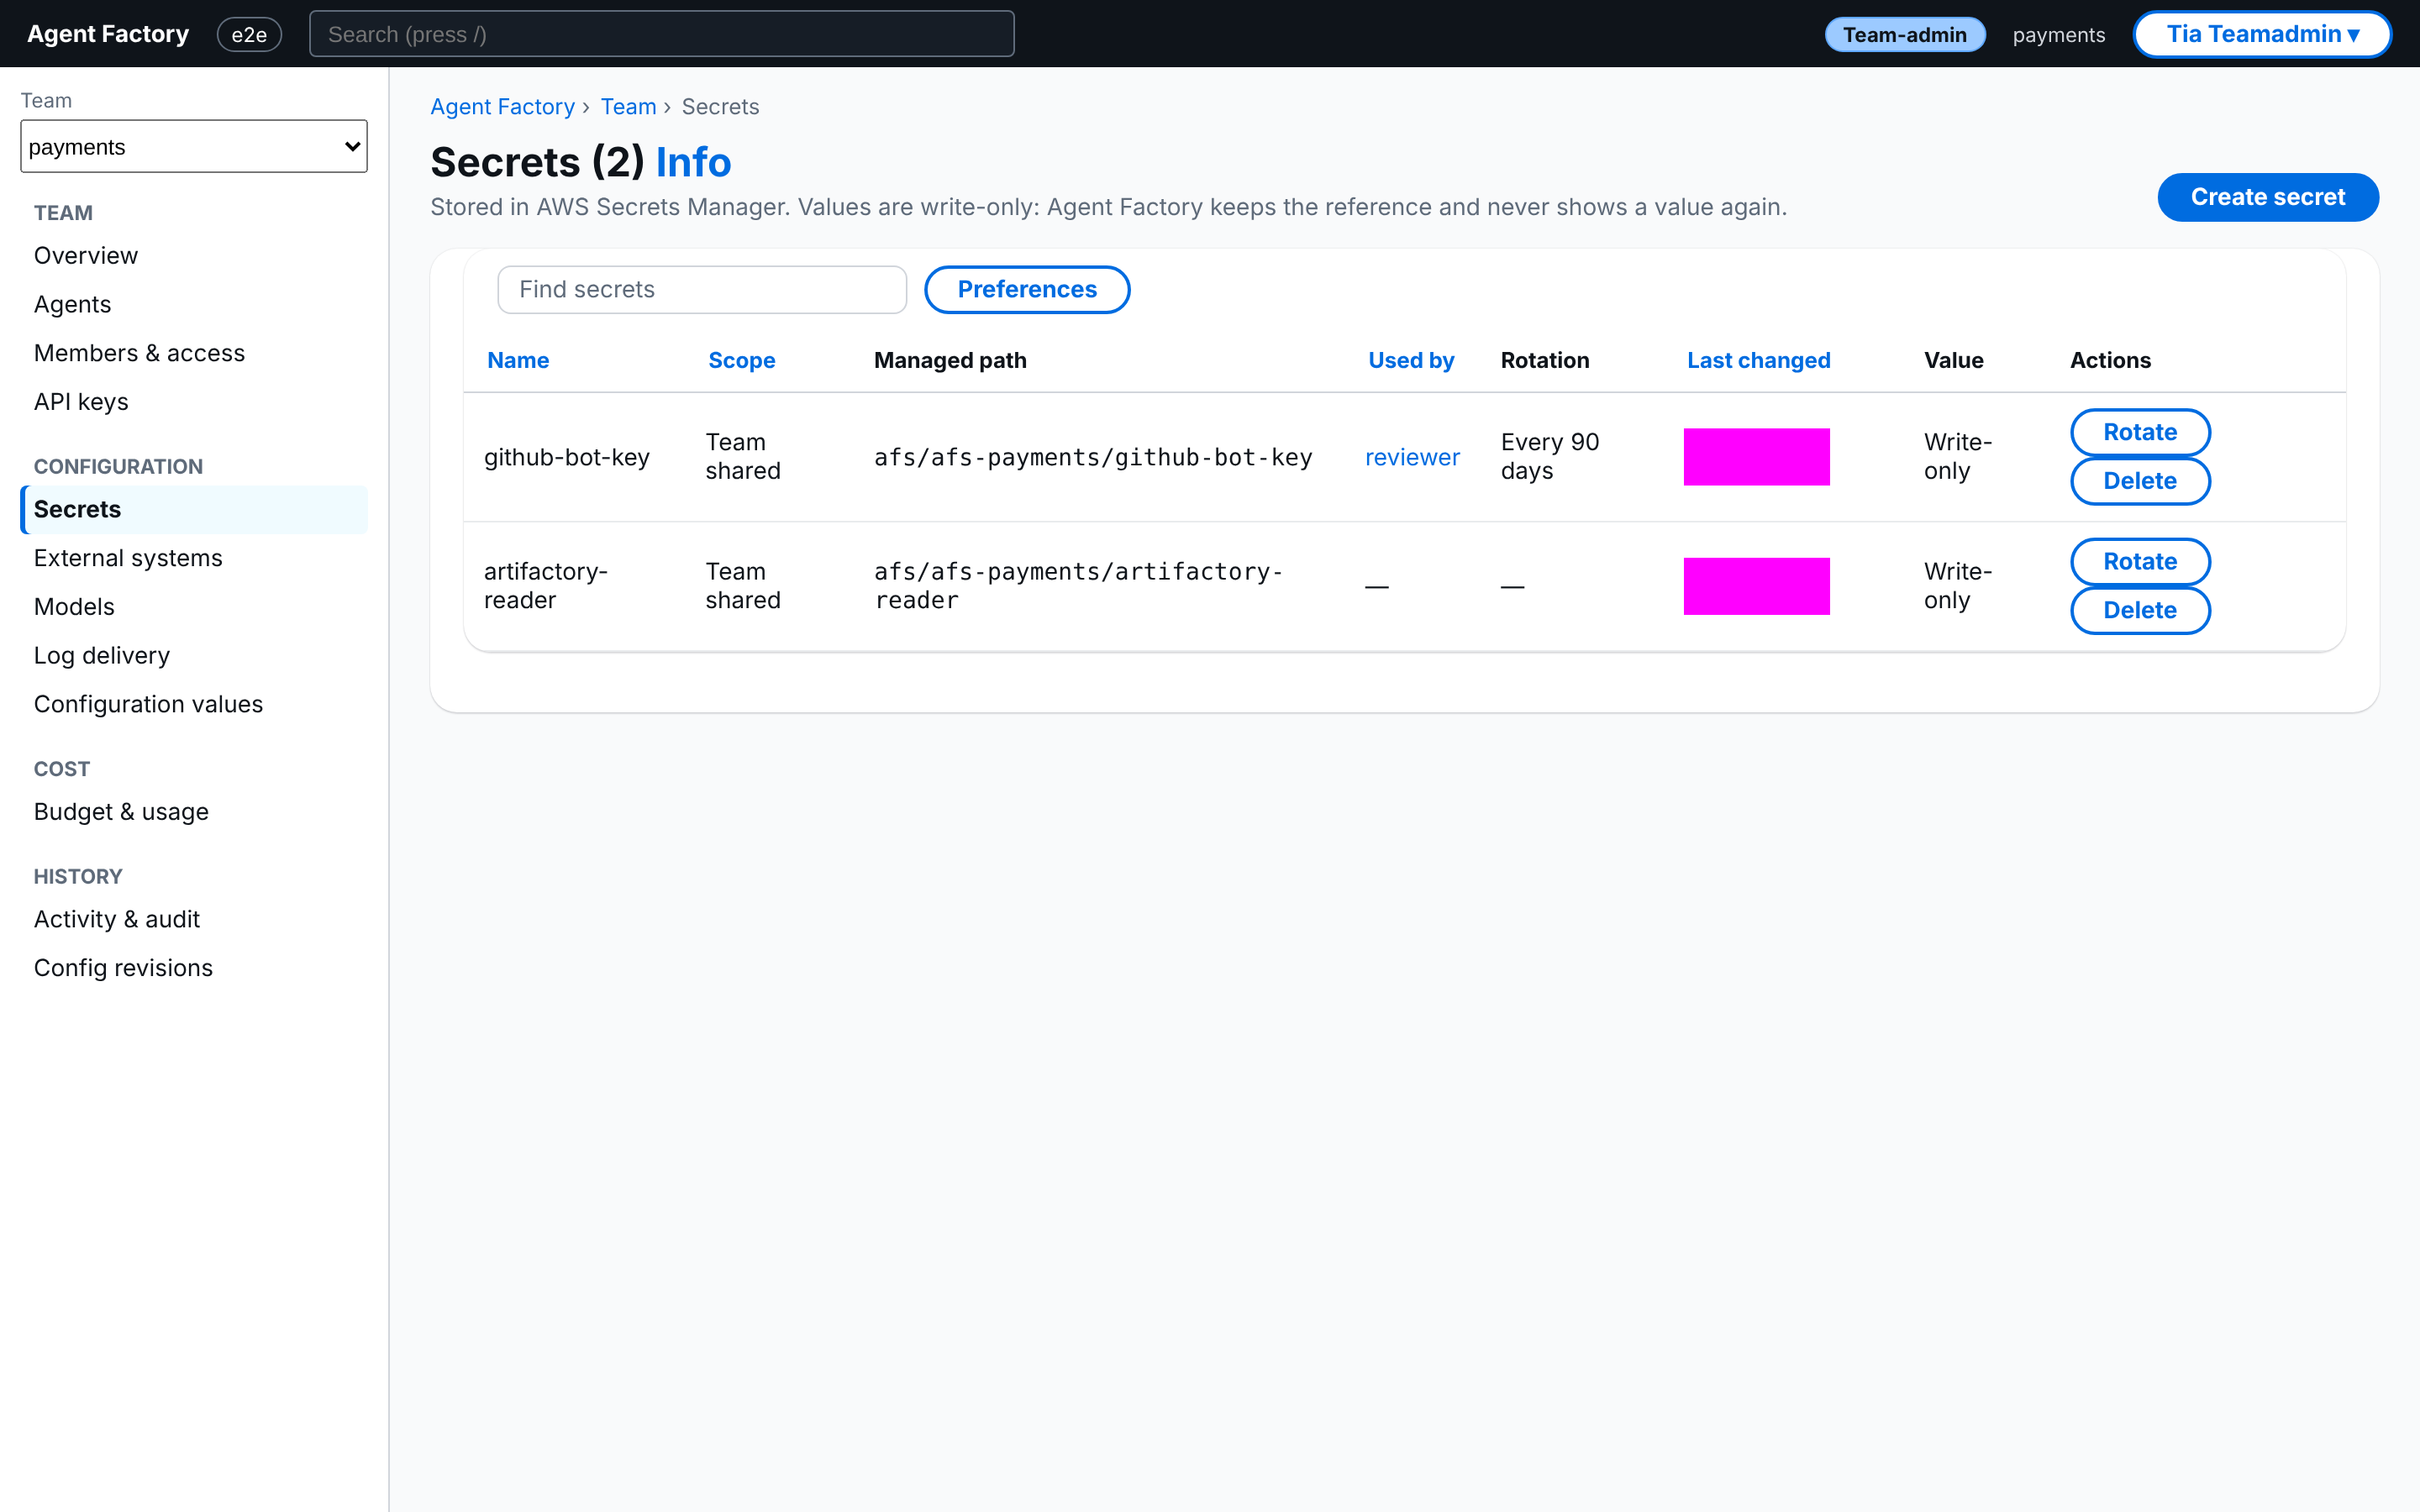 Agent Factory e2e Search (press /) Team-admin payments Tia Teamadmin ▾
Team
payments
TEAM
Overview
Agents
Members & access
API keys
CONFIGURATION
Secrets
External systems
Models
Log delivery
Configuration values
COST
Budget & usage
HISTORY
Activity & audit
Config revisions
Agent Factory › Team › Secrets
Secrets (2) Info
Stored in AWS Secrets Manager. Values are write-only: Agent Factory keeps the reference and never shows a value again.
Create secret
Find secrets Preferences
Name Scope Managed path Used by Rotation Last changed Value Actions
github-bot-key
Team
shared
afs/afs-payments/github-bot-key
reviewer
Every 90
days
Write-
only
Rotate
Delete
artifactory-
reader
Team
shared
afs/afs-payments/artifactory-
reader
—
—
Write-
only
Rotate
Delete